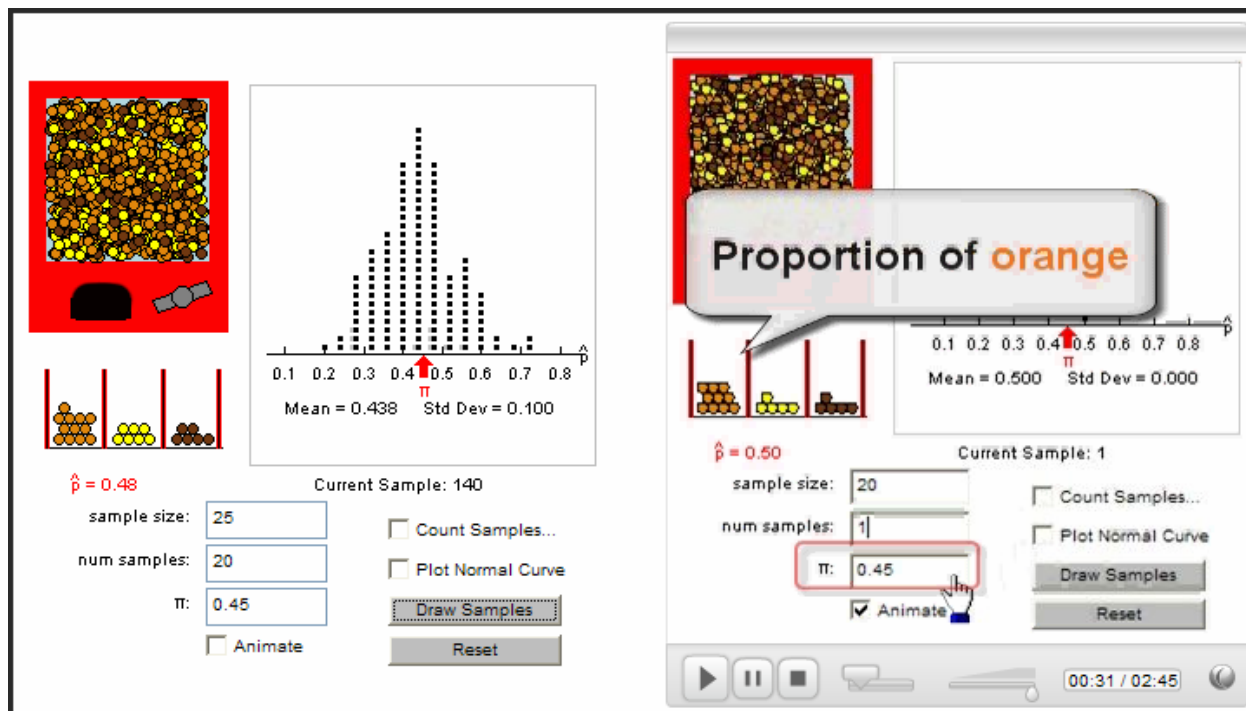 0.1 0.2 0.3 0.4 0.5 0.6 0.7 0.8 p̂
π
Mean = 0.438 Std Dev = 0.100
p̂ = 0.48
Current Sample: 140
sample size: 25
num samples: 20
π: 0.45
Animate
Count Samples...
Plot Normal Curve
Draw Samples
Reset
Proportion of orange
0.1 0.2 0.3 0.4 0.5 0.6 0.7 0.8 p̂
π
Mean = 0.500 Std Dev = 0.000
p̂ = 0.50
Current Sample: 1
sample size: 20
num samples: 1
π: 0.45
Animate
Count Samples...
Plot Normal Curve
Draw Samples
Reset
00:31 / 02:45